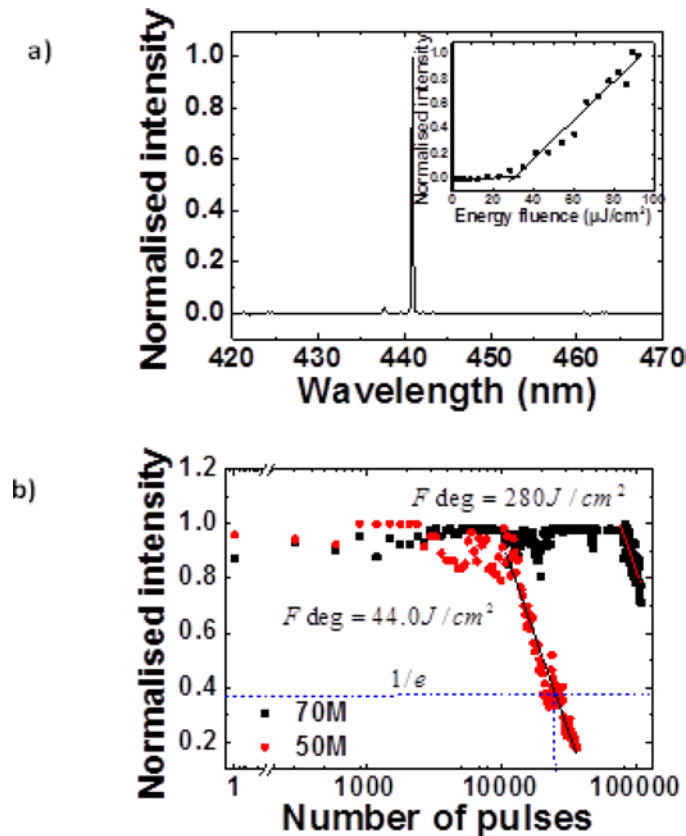 a)
Normalised intensity
1.0
0.8
0.6
0.4
0.2
0.0
420 430 440 450 460 470
Wavelength (nm)
Normalised intensity
1.0
0.8
0.6
0.4
0.2
0.0
0 20 40 60 80 100
Energy fluence (µJ/cm²)
b)
Normalised intensity
1.2
1.0
0.8
0.6
0.4
0.2
F deg = 280J / cm²
F deg = 44.0J / cm²
1/e
70M
50M
1 1000 10000 100000
Number of pulses